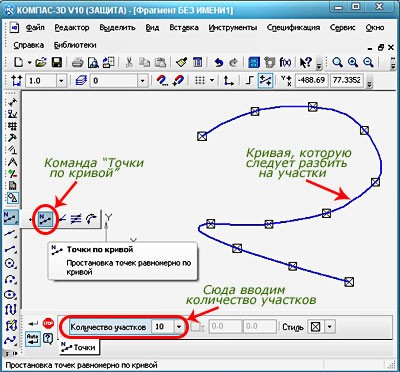 КОМПАС-3D V10 (ЗАЩИТА) - [Фрагмент БЕЗ ИМЕНИ1]
Файл Редактор Выделить Вид Вставка Инструменты Спецификация Сервис Окно
Справка Библиотеки
1.0 0 -488.69 77.3352
Команда "Точки
по кривой"
Кривая, которую
следует разбить
на участки
Y
Точки по кривой
Простановка точек равномерно по
кривой
Сюда вводим
количество участков
STOP Количество участков 10 0.0 0.0 Стиль
Auto
Точки
Простановка точек равномерно по кривой